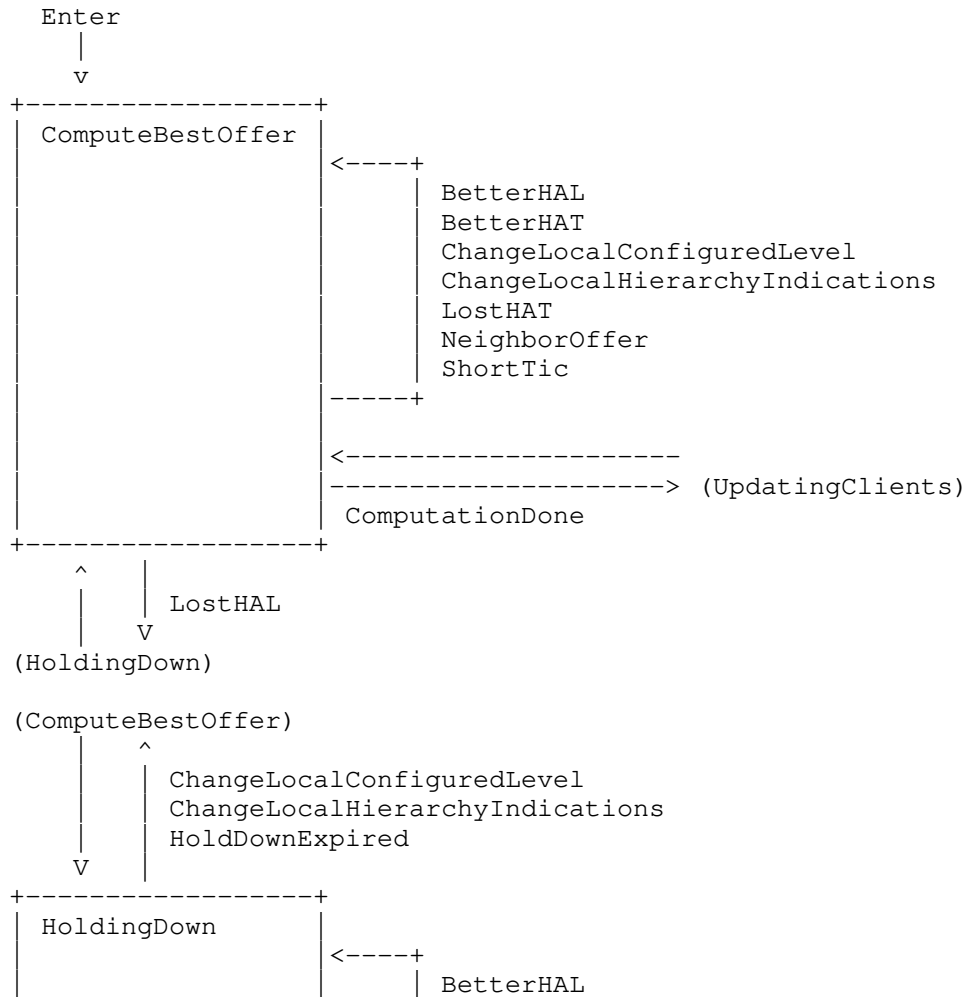 Enter
ComputeBestOffer
BetterHAL
BetterHAT
ChangeLocalConfiguredLevel
ChangeLocalHierarchyIndications
LostHAT
NeighborOffer
ShortTic
(UpdatingClients)
ComputationDone
LostHAL
(HoldingDown)
(ComputeBestOffer)
ChangeLocalConfiguredLevel
ChangeLocalHierarchyIndications
HoldDownExpired
HoldingDown
BetterHAL